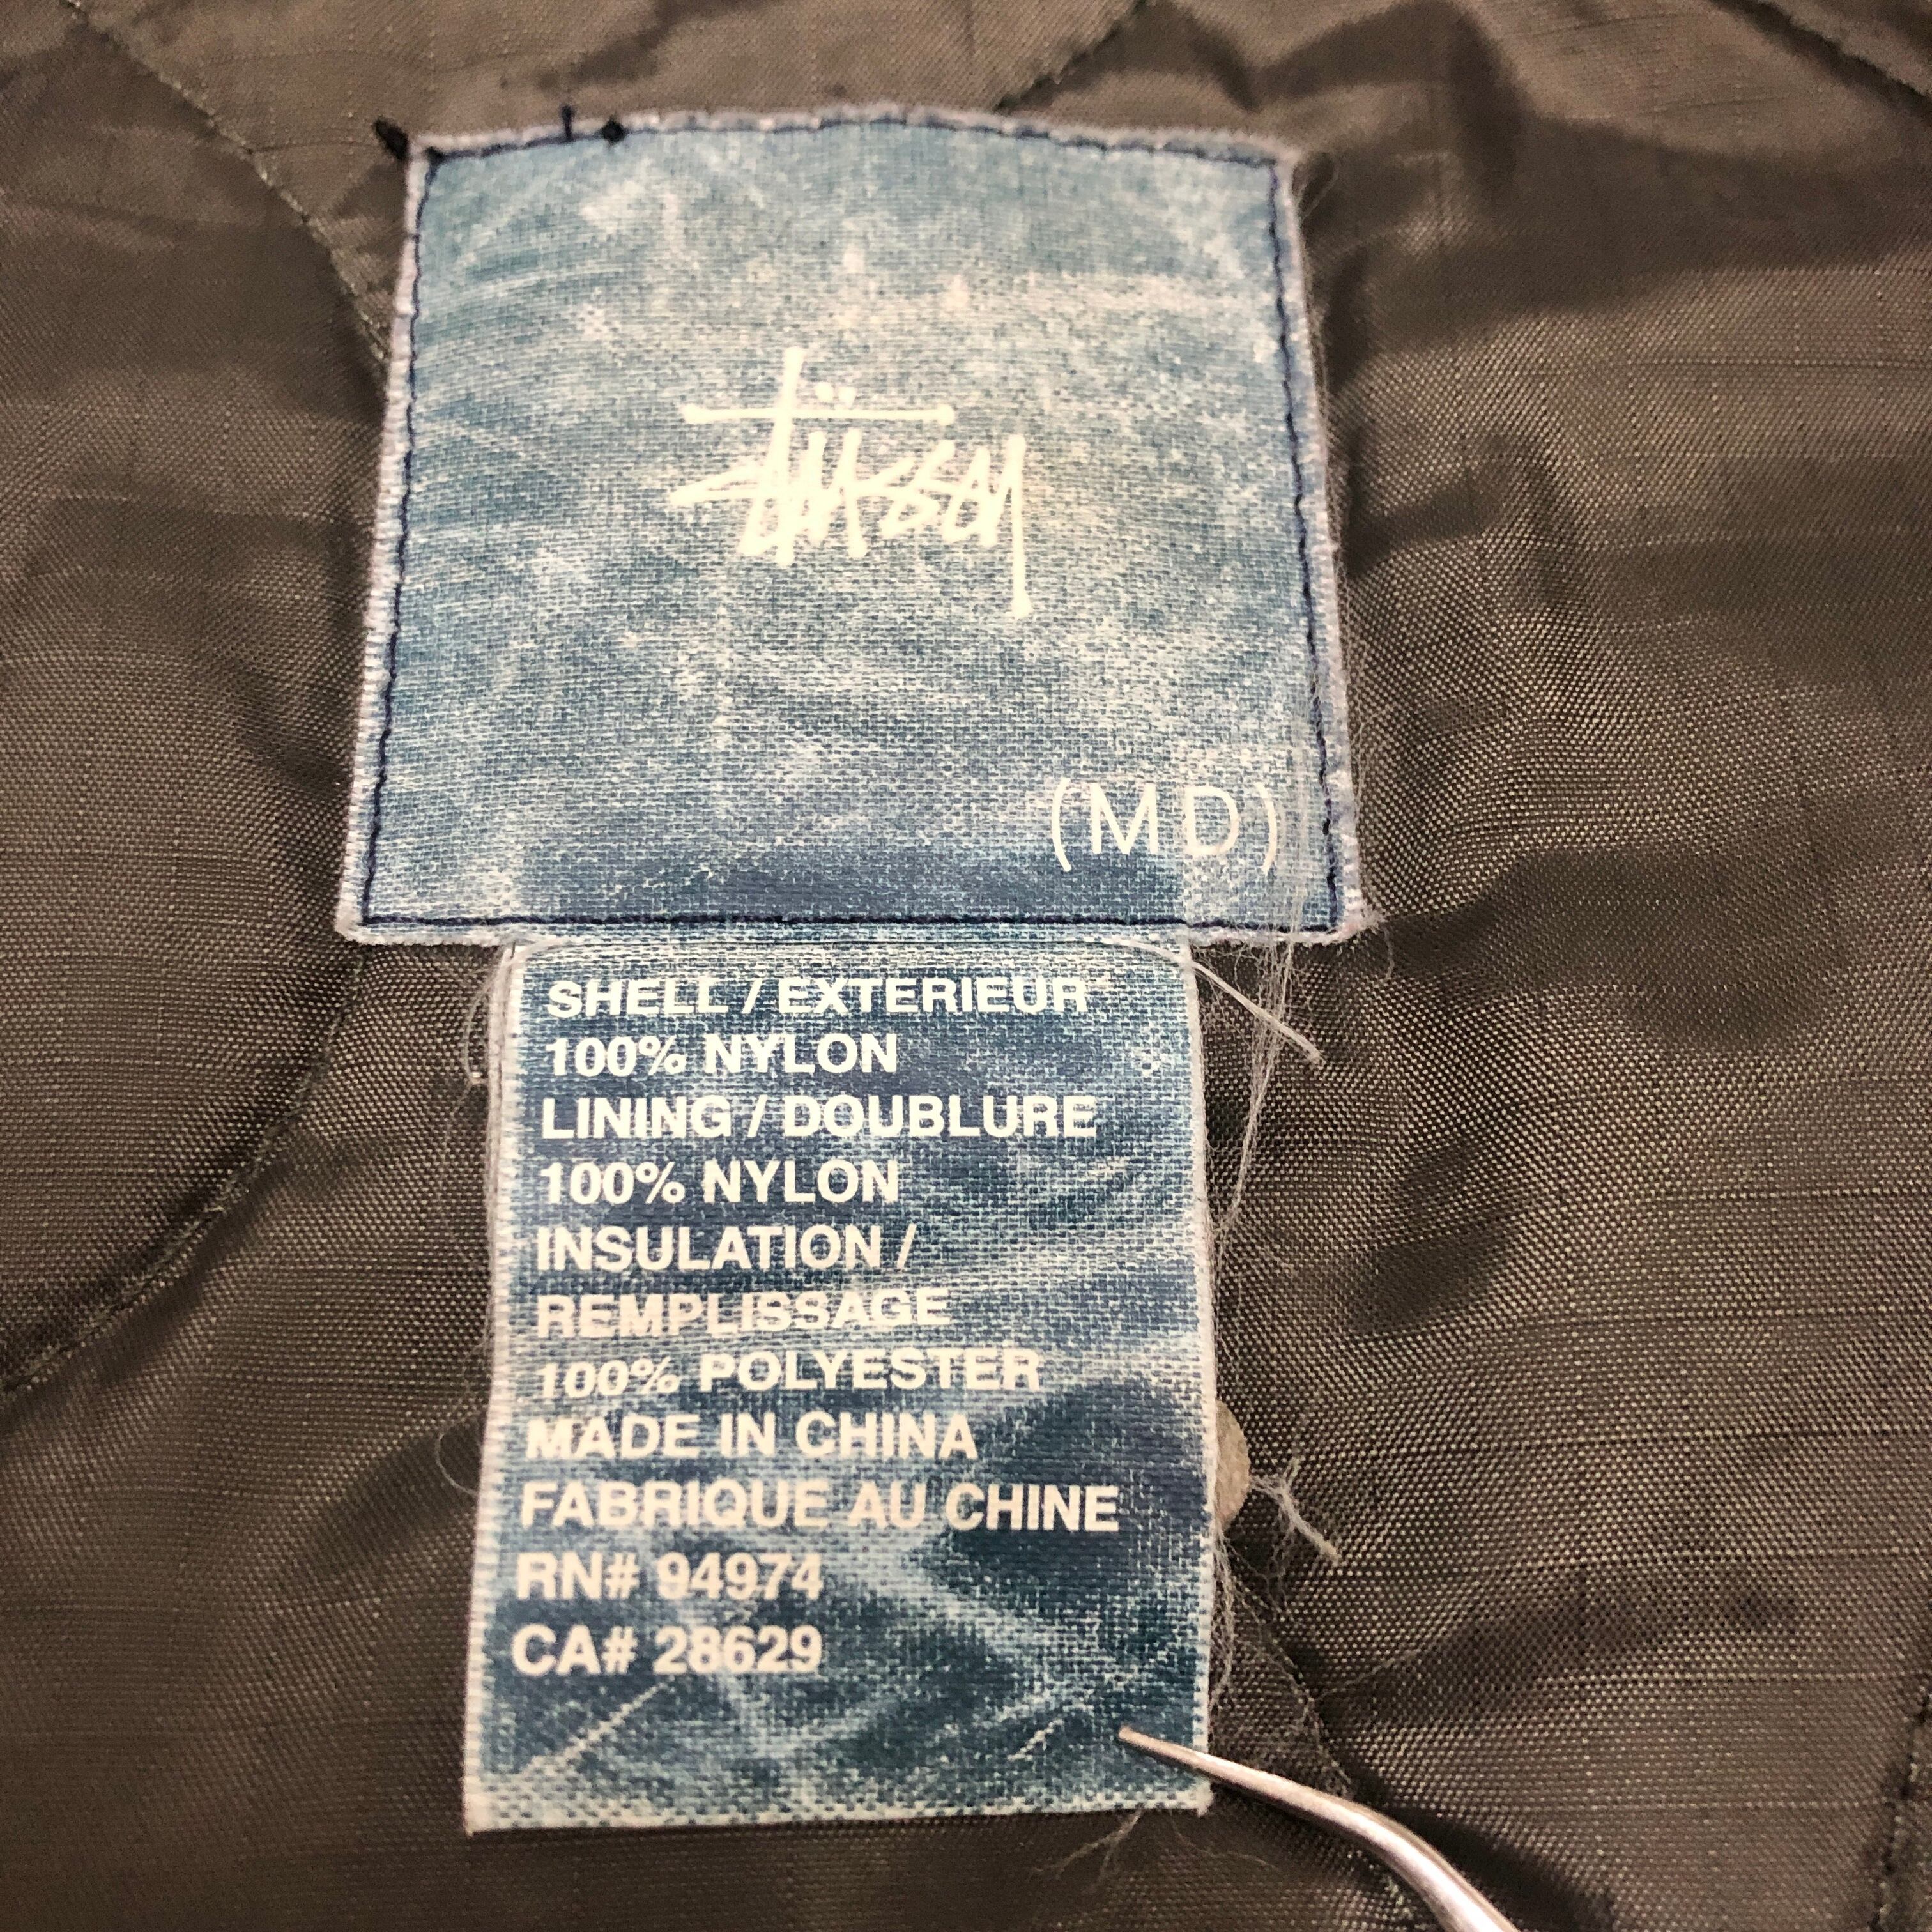 Stüssy
(MD)
SHELL / EXTERIEUR
100% NYLON
LINING / DOUBLURE
100% NYLON
INSULATION /
REMPLISSAGE
100% POLYESTER
MADE IN CHINA
FABRIQUE AU CHINE
RN# 94974
CA# 28629